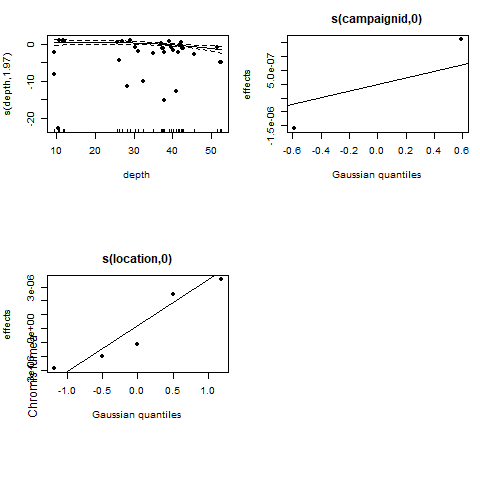 s(depth,1.97)
0
-10
-20
10 20 30 40 50
depth
s(campaignid,0)
effects
5.0e-07
-1.5e-06
-0.6 -0.4 -0.2 0.0 0.2 0.4 0.6
Gaussian quantiles
s(location,0)
effects
3e-06
-1.0 -0.5 0.0 0.5 1.0
Gaussian quantiles